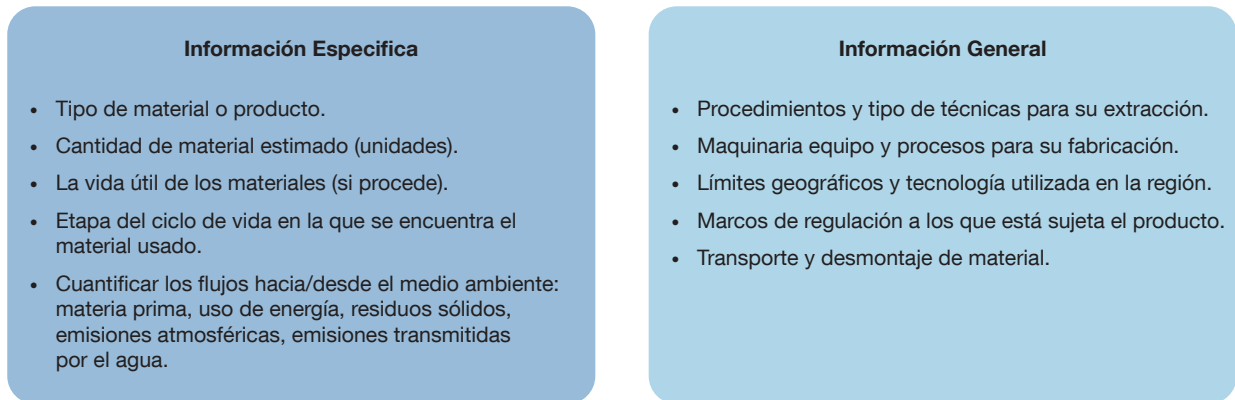 Información Especifica
• Tipo de material o producto.
• Cantidad de material estimado (unidades).
• La vida útil de los materiales (si procede).
• Etapa del ciclo de vida en la que se encuentra el
material usado.
• Cuantificar los flujos hacia/desde el medio ambiente:
materia prima, uso de energía, residuos sólidos,
emisiones atmosféricas, emisiones transmitidas
por el agua.
Información General
• Procedimientos y tipo de técnicas para su extracción.
• Maquinaria equipo y procesos para su fabricación.
• Límites geográficos y tecnología utilizada en la región.
• Marcos de regulación a los que está sujeta el producto.
• Transporte y desmontaje de material.